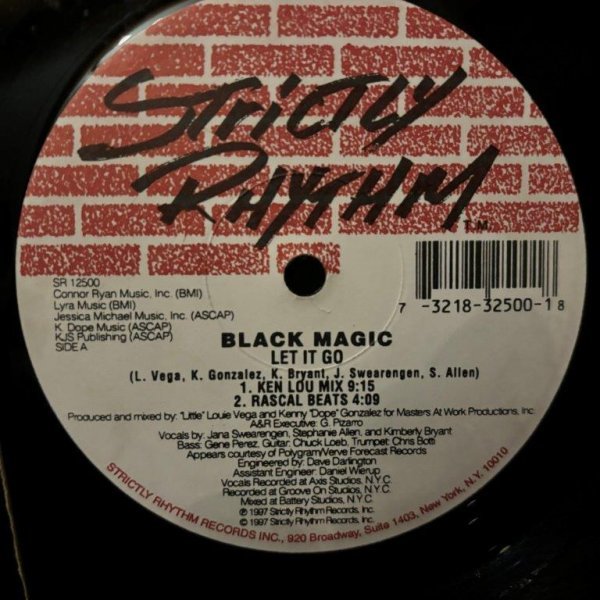 STRICTLY
RHYTHM
T.M.
SR 12500
Connor Ryan Music, Inc. (BMI)
Lyra Music (BMI)
Jessica Michael Music, Inc. (ASCAP)
K. Dope Music (ASCAP)
KJS Publishing (ASCAP)
SIDE A
7 -3218-32500-1 8
BLACK MAGIC
LET IT GO
(L. Vega, K. Gonzalez, K. Bryant, J. Swearengen, S. Allen)
1. KEN LOU MIX 9:15
2. RASCAL BEATS 4:09
Produced and mixed by: "Little" Louie Vega and Kenny "Dope" Gonzalez for Masters At Work Productions, Inc.
A&R Executive: G. Pizarro
Vocals by: Jana Swearengen, Stephanie Allen, and Kimberly Bryant
Bass: Gene Perez, Guitar: Chuck Loeb, Trumpet: Chris Botti
Appears courtesy of Polygram/Verve Forecast Records
Engineered by: Dave Darlington
Assistant Engineer: Daniel Wierup
Vocals Recorded at Axis Studios, N.Y.C.
Recorded at Groove On Studios, N.Y.C.
Mixed at Battery Studios, N.Y.C.
℗ 1997 Strictly Rhythm Records, Inc.
© 1997 Strictly Rhythm Records, Inc.
STRICTLY RHYTHM RECORDS INC., 920 Broadway, Suite 1403, New York, N.Y. 10010